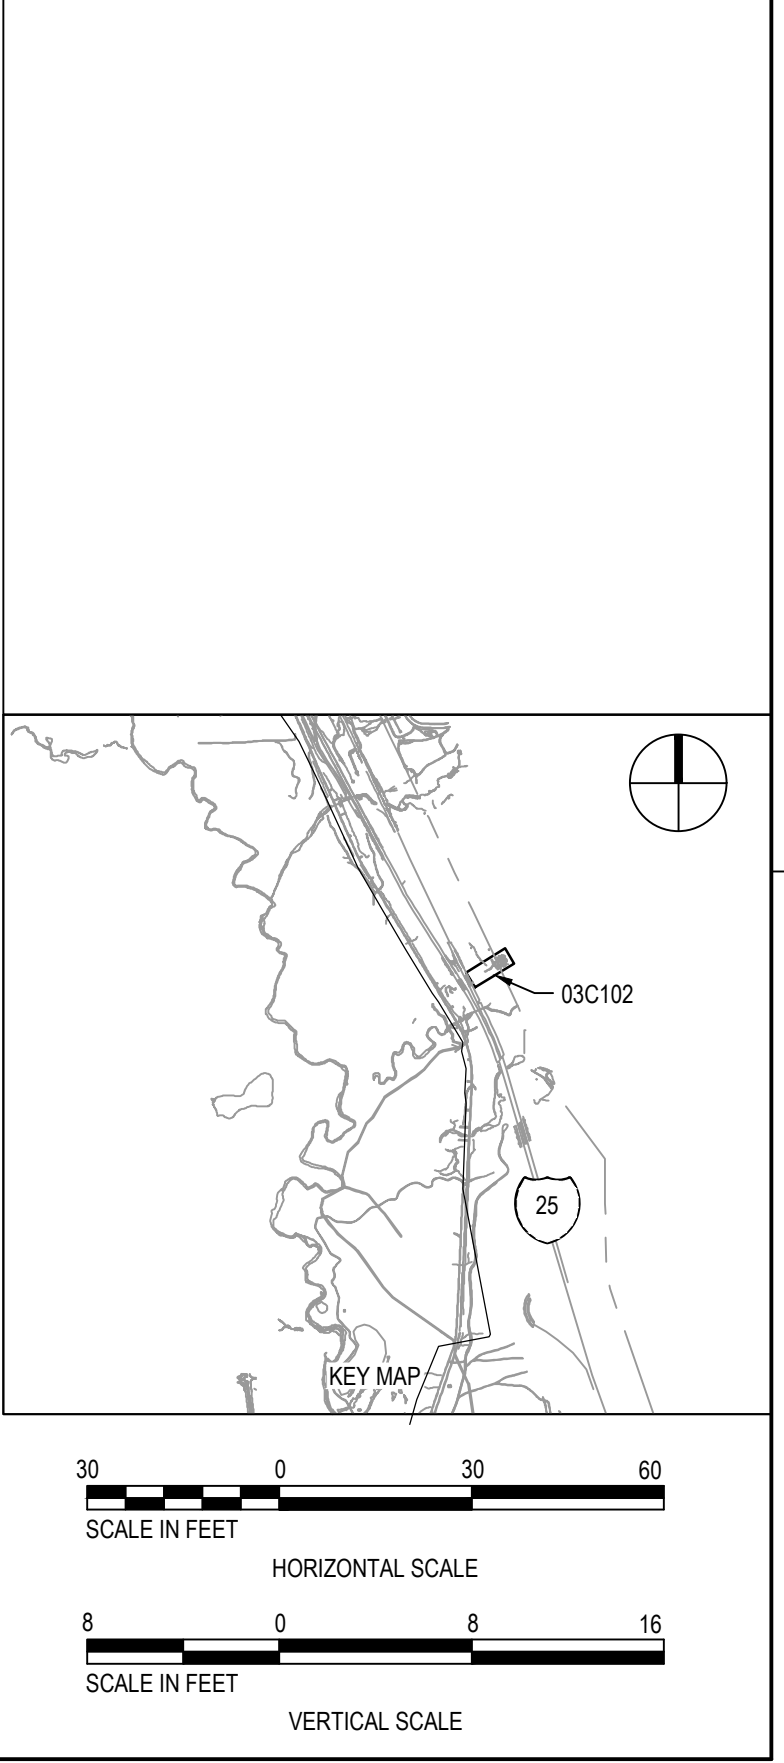 03C102
25
KEY MAP
30 0 30 60
SCALE IN FEET
HORIZONTAL SCALE
8 0 8 16
SCALE IN FEET
VERTICAL SCALE